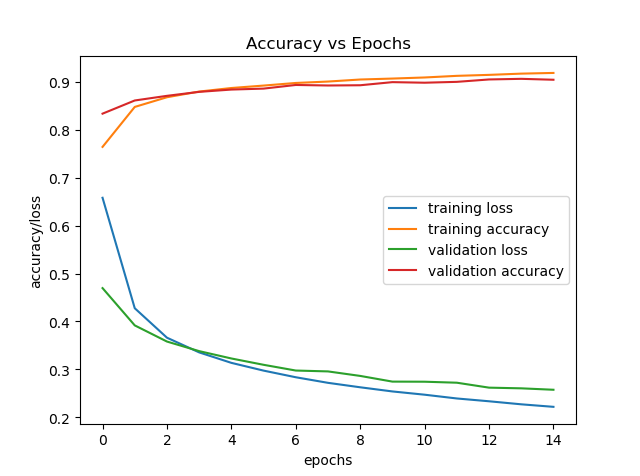 Accuracy vs Epochs
accuracy/loss
0.9
0.8
0.7
0.6
0.5
0.4
0.3
0.2
training loss
training accuracy
validation loss
validation accuracy
0 2 4 6 8 10 12 14
epochs